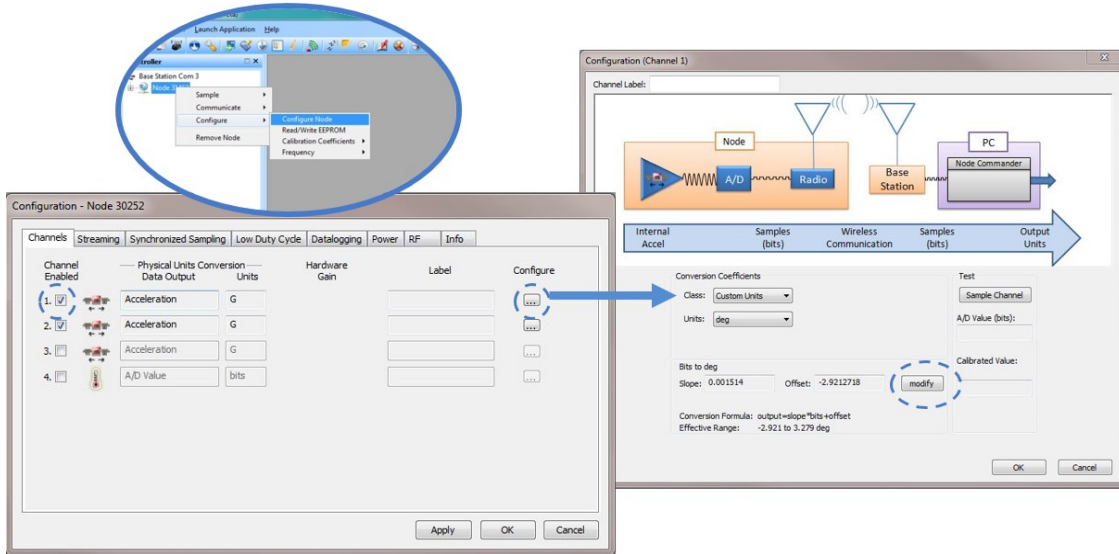 Launch Application Help
Base Station Com 3
Sample
Communicate
Configure
Remove Node
Configure Node
Read/Write EEPROM
Calibration Coefficients
Frequency
Configuration - Node 30252
Channels Streaming Synchronized Sampling Low Duty Cycle Datalogging Power RF Info
Channel Enabled
Physical Units Conversion
Data Output Units
Hardware Gain
Label
Configure
1. Acceleration G ...
2. Acceleration G ...
3. Acceleration G ...
4. A/D Value bits ...
Apply OK Cancel
Configuration (Channel 1)
Channel Label:
Node
PC
Node Commander
A/D
Radio
Base
Station
Internal Accel
Samples (bits)
Wireless Communication
Samples (bits)
Output Units
Conversion Coefficients
Class: Custom Units
Units: deg
Test
Sample Channel
A/D Value (bits):
Calibrated Value:
Bits to deg
Slope: 0.001514 Offset: -2.9212718 modify
Conversion Formula: output=slope*bits+offset
Effective Range: -2.921 to 3.279 deg
OK Cancel